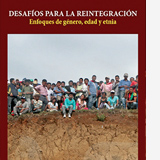 DESAFÍOS PARA LA REINTEGRACIÓN
Enfoques de género, edad y etnia